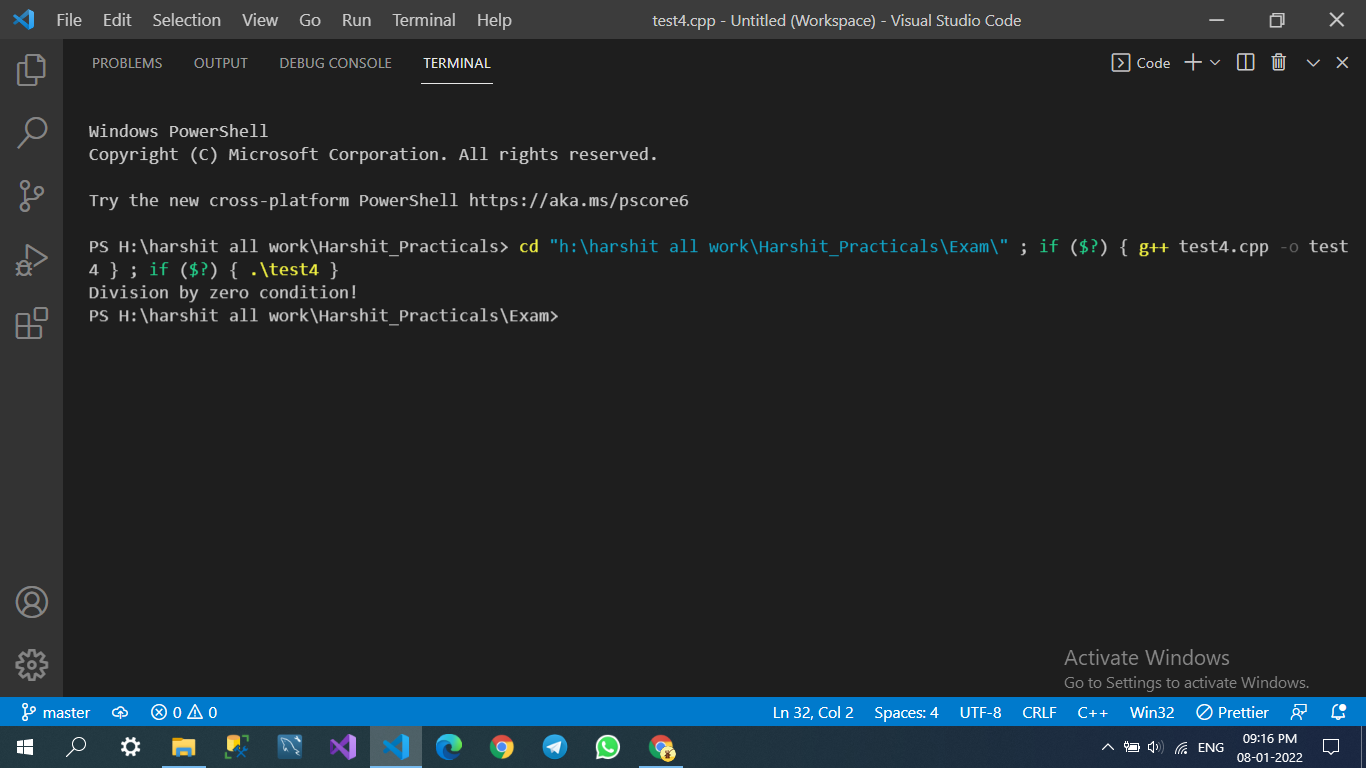 File Edit Selection View Go Run Terminal Help test4.cpp - Untitled (Workspace) - Visual Studio Code
PROBLEMS OUTPUT DEBUG CONSOLE TERMINAL Code
Windows PowerShell
Copyright (C) Microsoft Corporation. All rights reserved.
Try the new cross-platform PowerShell https://aka.ms/pscore6
PS H:\harshit all work\Harshit_Practicals> cd "h:\harshit all work\Harshit_Practicals\Exam\" ; if ($?) { g++ test4.cpp -o test
4 } ; if ($?) { .\test4 }
Division by zero condition!
PS H:\harshit all work\Harshit_Practicals\Exam>
Activate Windows
Go to Settings to activate Windows.
master 0 0 Ln 32, Col 2 Spaces: 4 UTF-8 CRLF C++ Win32 Prettier
ENG 09:16 PM
08-01-2022